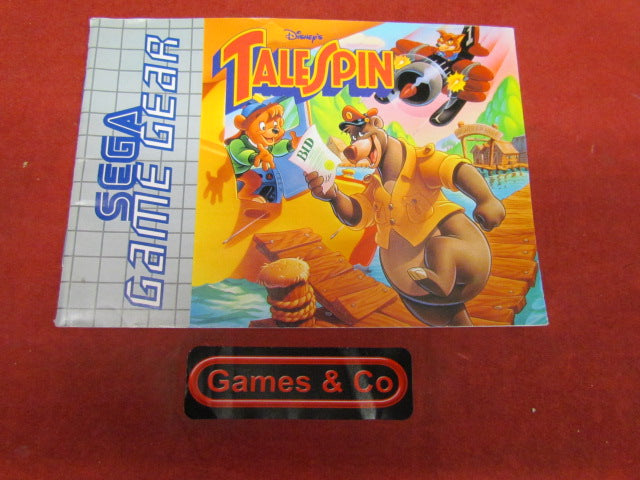 Disney's
TALESPIN
SEGA
GAME GEAR
BID
Games & Co